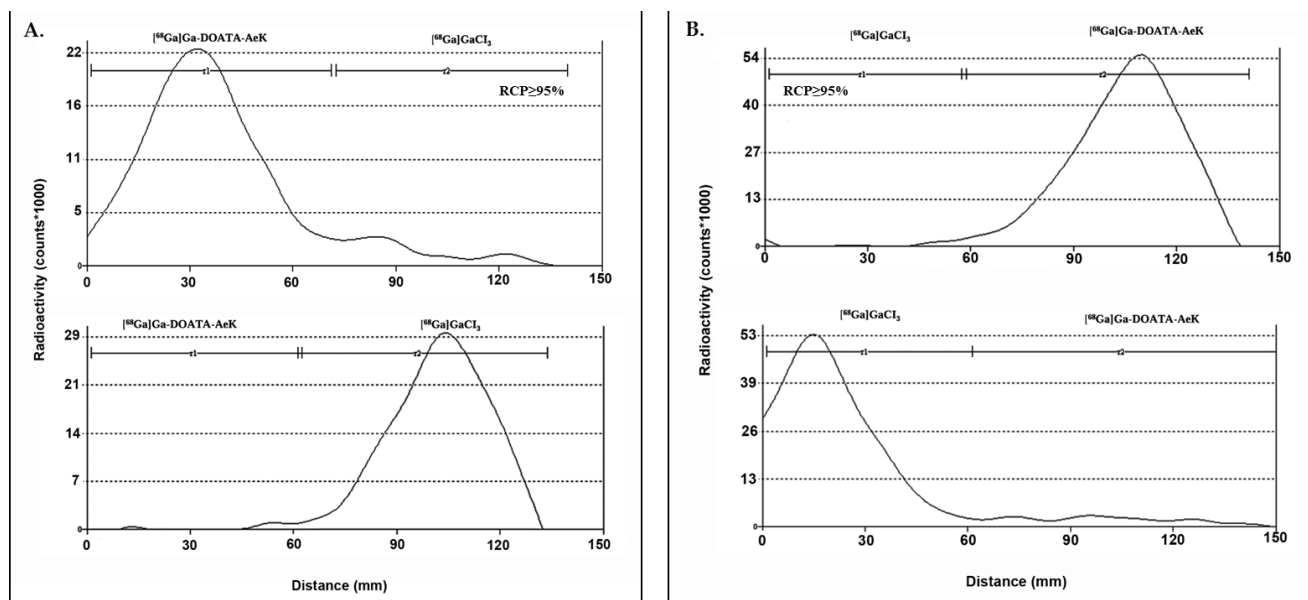 A.
[⁶⁸Ga]Ga-DOATA-AeK [⁶⁸Ga]GaCI₃
22
r1 r2
RCP≥95%
16
11
5
0
0 30 60 90 120 150
[⁶⁸Ga]Ga-DOATA-AeK [⁶⁸Ga]GaCI₃
29
r1 r2
21
14
7
0
0 30 60 90 120 150
Radioactivity (counts*1000)
Distance (mm)
B.
[⁶⁸Ga]GaCI₃ [⁶⁸Ga]Ga-DOATA-AeK
54
r1 r2
RCP≥95%
40
27
13
0
0 30 60 90 120 150
[⁶⁸Ga]GaCI₃ [⁶⁸Ga]Ga-DOATA-AeK
53
r1 r2
39
26
13
0
0 30 60 90 120 150
Radioactivity (counts*1000)
Distance (mm)